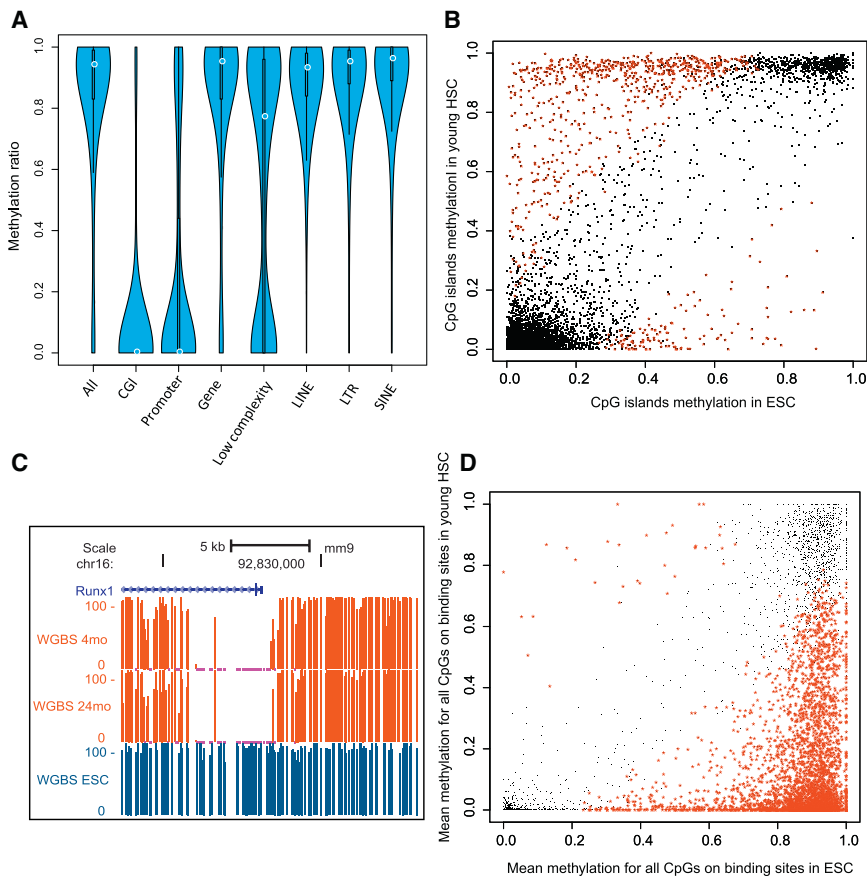 A
Methylation ratio
1.0
0.8
0.6
0.4
0.2
0.0
All
CGI
Promoter
Gene
Low complexity
LINE
LTR
SINE
B
CpG islands methylationl in young HSC
1.0
0.8
0.6
0.4
0.2
0.0
0.0 0.2 0.4 0.6 0.8 1.0
CpG islands methylation in ESC
C
Scale 5 kb mm9
chr16: 92,830,000
Runx1
100 -
WGBS 4mo
0
100 -
WGBS 24mo
0
100 -
WGBS ESC
0
D
Mean methylation for all CpGs on binding sites in young HSC
1.0
0.8
0.6
0.4
0.2
0.0
0.0 0.2 0.4 0.6 0.8 1.0
Mean methylation for all CpGs on binding sites in ESC